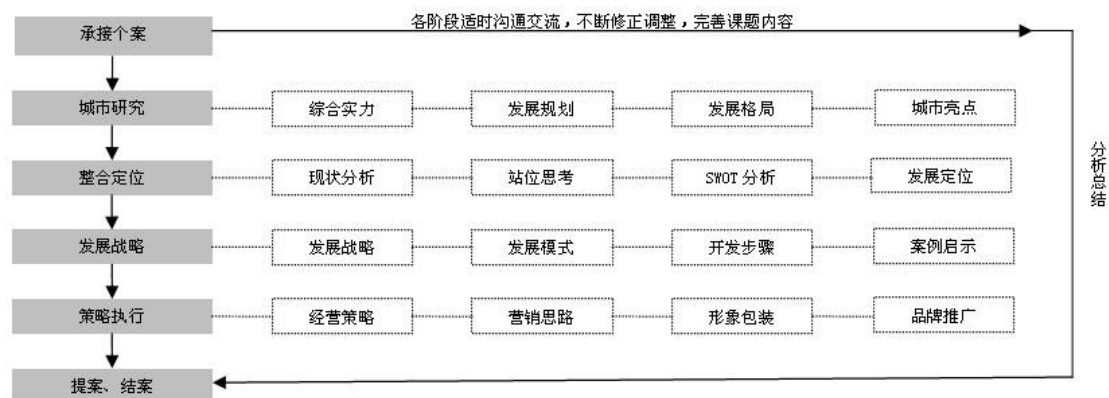 各阶段适时沟通交流，不断修正调整，完善课题内容
承接个案
城市研究
综合实力
发展规划
发展格局
城市亮点
整合定位
现状分析
站位思考
SWOT 分析
发展定位
发展战略
发展战略
发展模式
开发步骤
案例启示
策略执行
经营策略
营销思路
形象包装
品牌推广
提案、结案
分析总结